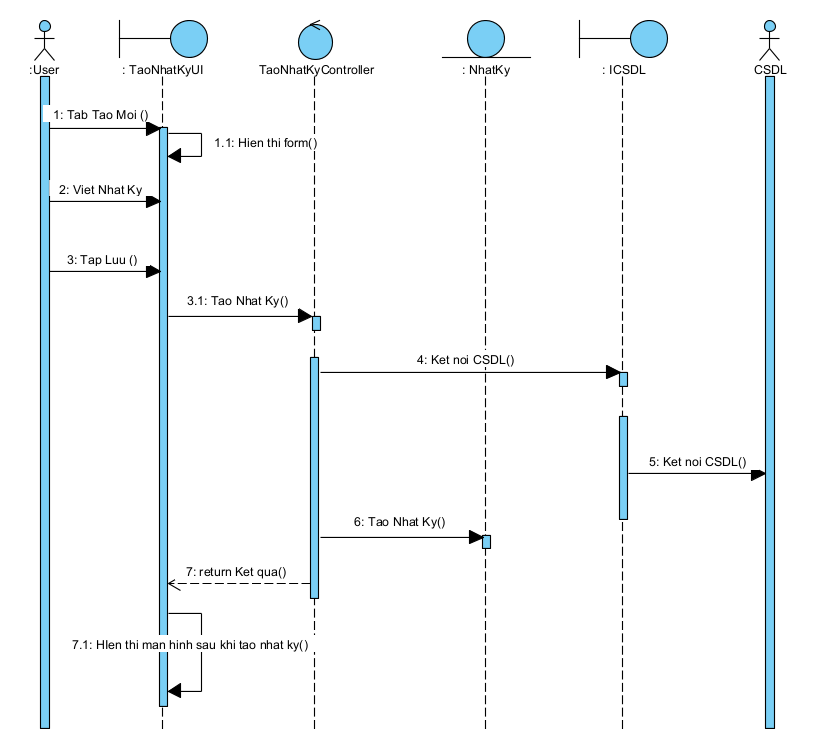 :User
: TaoNhatKyUI
TaoNhatKyController
: NhatKy
: ICSDL
CSDL
1: Tab Tao Moi ()
1.1: Hien thi form()
2: Viet Nhat Ky
3: Tap Luu ()
3.1: Tao Nhat Ky()
4: Ket noi CSDL()
5: Ket noi CSDL()
6: Tao Nhat Ky()
7: return Ket qua()
7.1: HIen thi man hinh sau khi tao nhat ky()